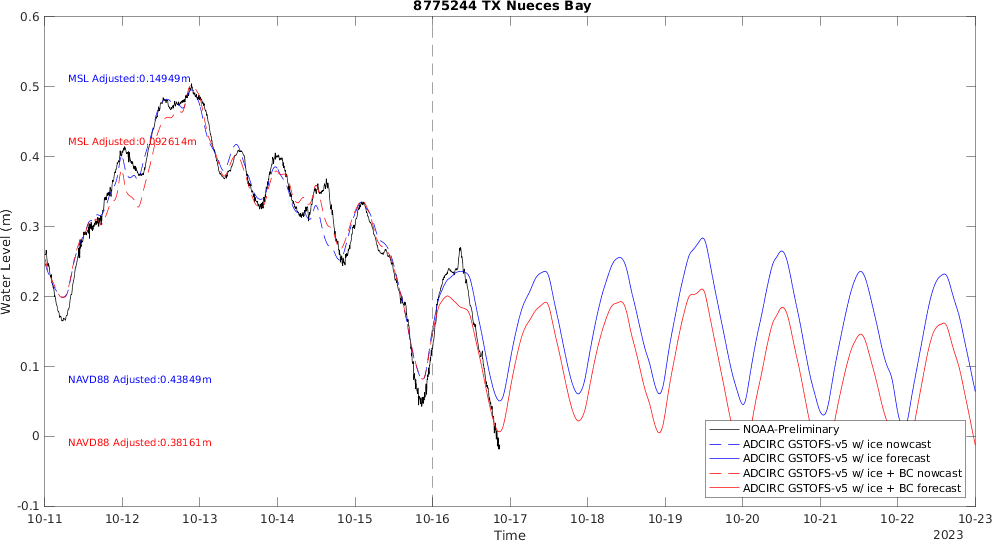 8775244 TX Nueces Bay
0.6
0.5
0.4
0.3
0.2
0.1
0
-0.1
Water Level (m)
MSL Adjusted:0.14949m
MSL Adjusted:0.092614m
NAVD88 Adjusted:0.43849m
NAVD88 Adjusted:0.38161m
NOAA-Preliminary
ADCIRC GSTOFS-v5 w/ ice nowcast
ADCIRC GSTOFS-v5 w/ ice forecast
ADCIRC GSTOFS-v5 w/ ice + BC nowcast
ADCIRC GSTOFS-v5 w/ ice + BC forecast
10-11 10-12 10-13 10-14 10-15 10-16 10-17 10-18 10-19 10-20 10-21 10-22 10-23
Time
2023